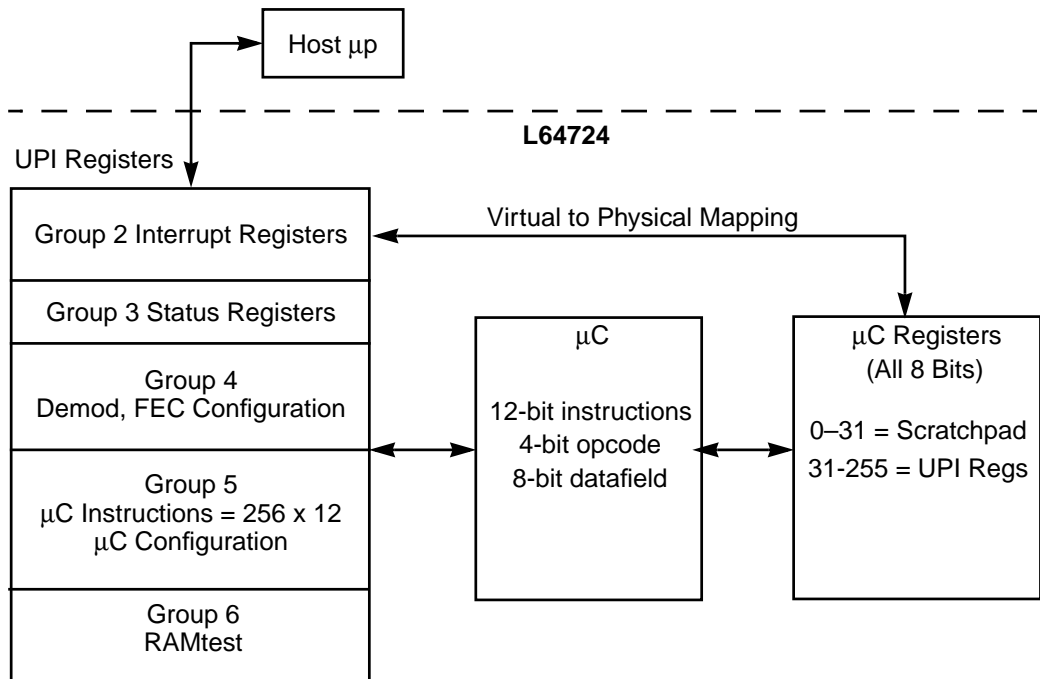 Host μp
L64724
UPI Registers
Group 2 Interrupt Registers
Virtual to Physical Mapping
Group 3 Status Registers
Group 4
Demod, FEC Configuration
Group 5
μC Instructions = 256 x 12
μC Configuration
Group 6
RAMtest
μC
12-bit instructions
4-bit opcode
8-bit datafield
μC Registers
(All 8 Bits)
0–31 = Scratchpad
31-255 = UPI Regs